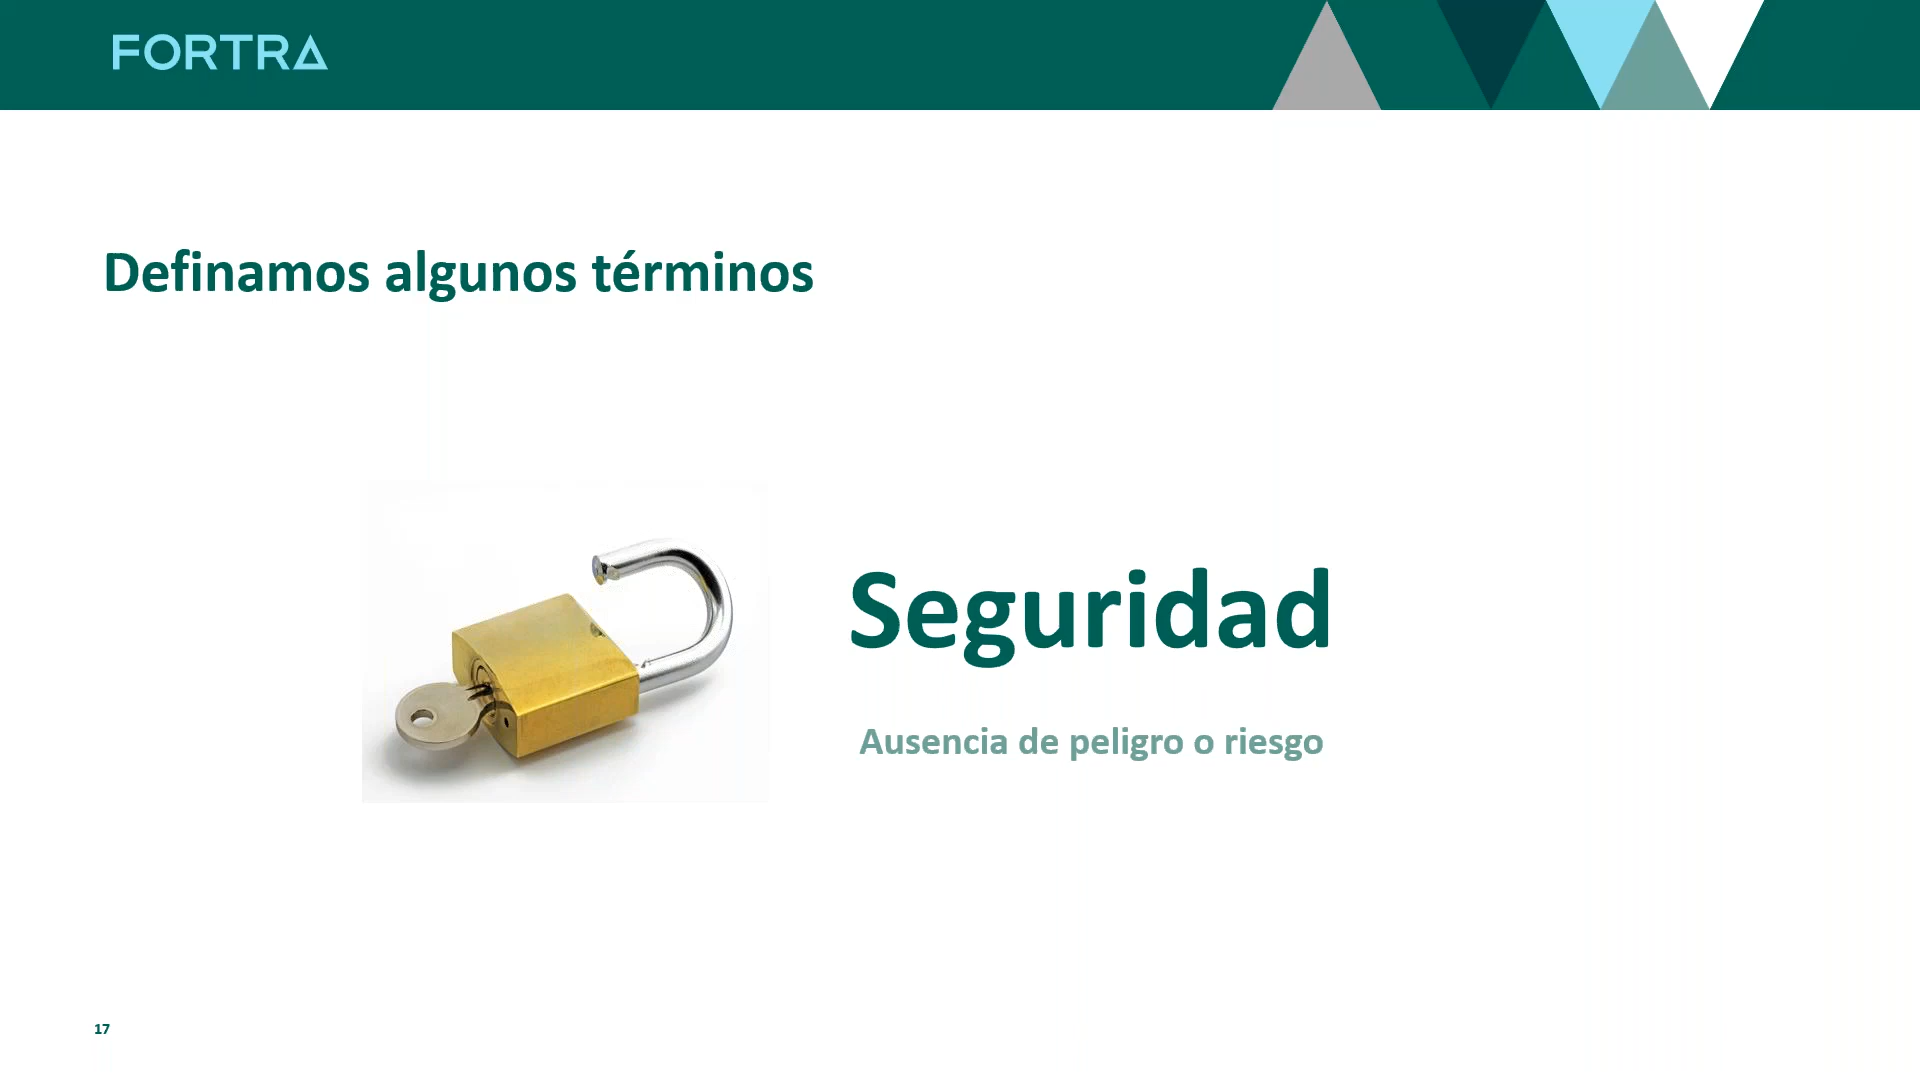 FORTRA
Definamos algunos términos
Seguridad
Ausencia de peligro o riesgo
17